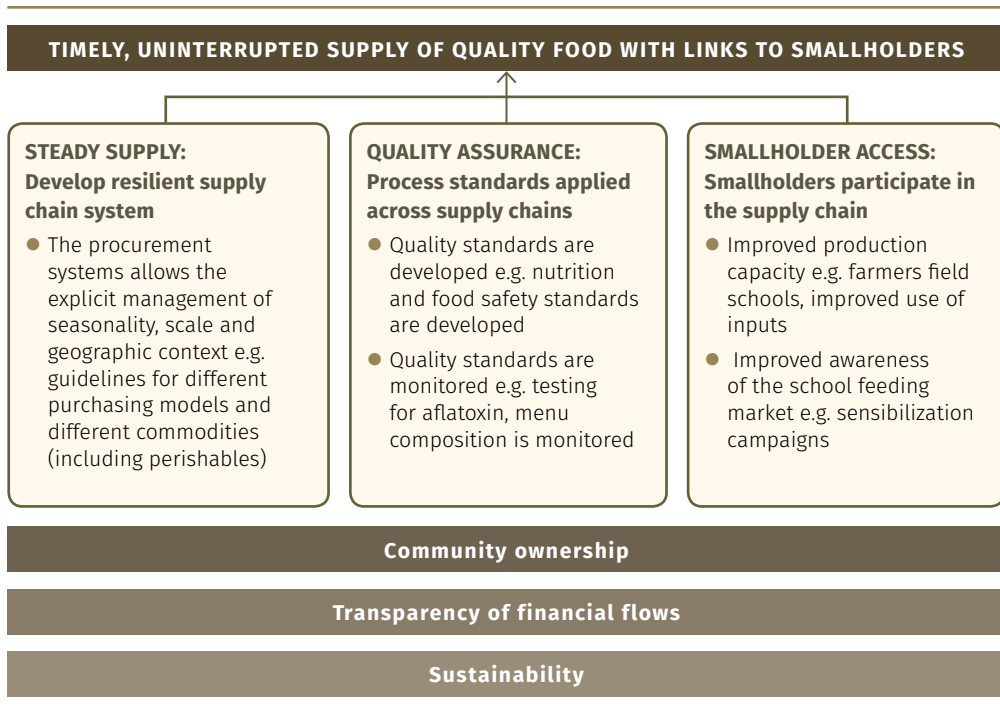 TIMELY, UNINTERRUPTED SUPPLY OF QUALITY FOOD WITH LINKS TO SMALLHOLDERS
STEADY SUPPLY:
Develop resilient supply
chain system
● The procurement
systems allows the
explicit management of
seasonality, scale and
geographic context e.g.
guidelines for different
purchasing models and
different commodities
(including perishables)
QUALITY ASSURANCE:
Process standards applied
across supply chains
● Quality standards are
developed e.g. nutrition
and food safety standards
are developed
● Quality standards are
monitored e.g. testing
for aflatoxin, menu
composition is monitored
SMALLHOLDER ACCESS:
Smallholders participate in
the supply chain
● Improved production
capacity e.g. farmers field
schools, improved use of
inputs
● Improved awareness
of the school feeding
market e.g. sensibilization
campaigns
Community ownership
Transparency of financial flows
Sustainability